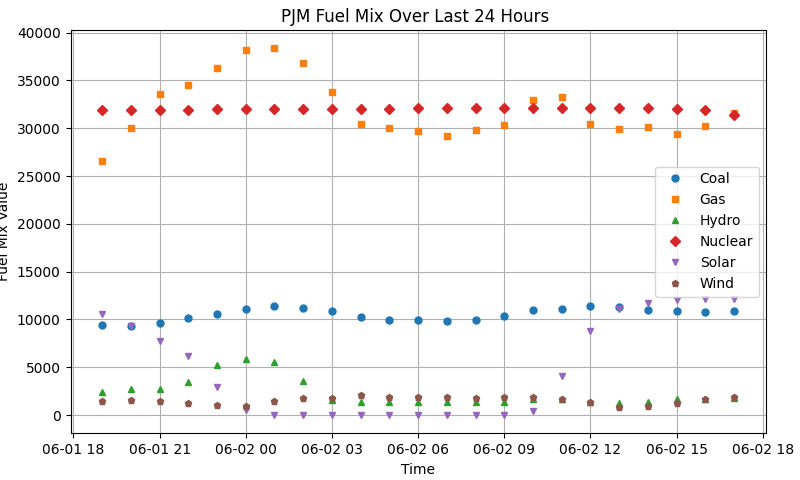 PJM Fuel Mix Over Last 24 Hours
40000
35000
30000
25000
20000
15000
10000
5000
0
Fuel Mix Value
Coal
Gas
Hydro
Nuclear
Solar
Wind
06-01 18
06-01 21
06-02 00
06-02 03
06-02 06
06-02 09
06-02 12
06-02 15
06-02 18
Time